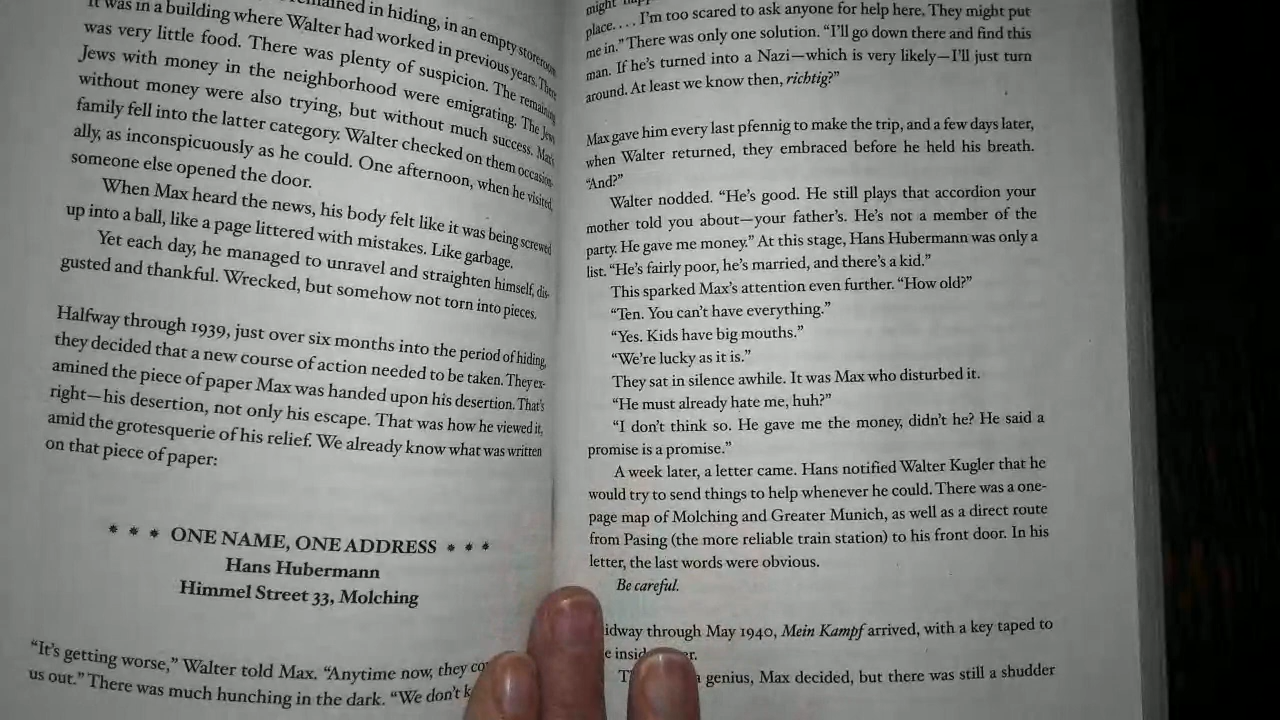 remained in hiding, in an empty storeroom
It was in a building where Walter had worked in previous years. There
was very little food. There was plenty of suspicion. The remaining
Jews with money in the neighborhood were emigrating. The Jews
without money were also trying, but without much success. Max's
family fell into the latter category. Walter checked on them occasion-
ally, as inconspicuously as he could. One afternoon, when he visited,
someone else opened the door.
When Max heard the news, his body felt like it was being screwed
up into a ball, like a page littered with mistakes. Like garbage.
Yet each day, he managed to unravel and straighten himself, dis-
gusted and thankful. Wrecked, but somehow not torn into pieces.
Halfway through 1939, just over six months into the period of hiding,
they decided that a new course of action needed to be taken. They ex-
amined the piece of paper Max was handed upon his desertion. That's
right—his desertion, not only his escape. That was how he viewed it,
amid the grotesquerie of his relief. We already know what was written
on that piece of paper:
* * * ONE NAME, ONE ADDRESS * * *
Hans Hubermann
Himmel Street 33, Molching
"It's getting worse," Walter told Max. "Anytime now, they
us out." There was much hunching in the dark. "We don't
might
place. . . . I'm too scared to ask anyone for help here. They might put
me in." There was only one solution. "I'll go down there and find this
man. If he's turned into a Nazi—which is very likely—I'll just turn
around. At least we know then, richtig?"
Max gave him every last pfennig to make the trip, and a few days later,
when Walter returned, they embraced before he held his breath.
"And?"
Walter nodded. "He's good. He still plays that accordion your
mother told you about—your father's. He's not a member of the
party. He gave me money." At this stage, Hans Hubermann was only a
list. "He's fairly poor, he's married, and there's a kid."
This sparked Max's attention even further. "How old?"
"Ten. You can't have everything."
"Yes. Kids have big mouths."
"We're lucky as it is."
They sat in silence awhile. It was Max who disturbed it.
"He must already hate me, huh?"
"I don't think so. He gave me the money, didn't he? He said a
promise is a promise."
A week later, a letter came. Hans notified Walter Kugler that he
would try to send things to help whenever he could. There was a one-
page map of Molching and Greater Munich, as well as a direct route
from Pasing (the more reliable train station) to his front door. In his
letter, the last words were obvious.
Be careful.
idway through May 1940, Mein Kampf arrived, with a key taped to
genius, Max decided, but there was still a shudder